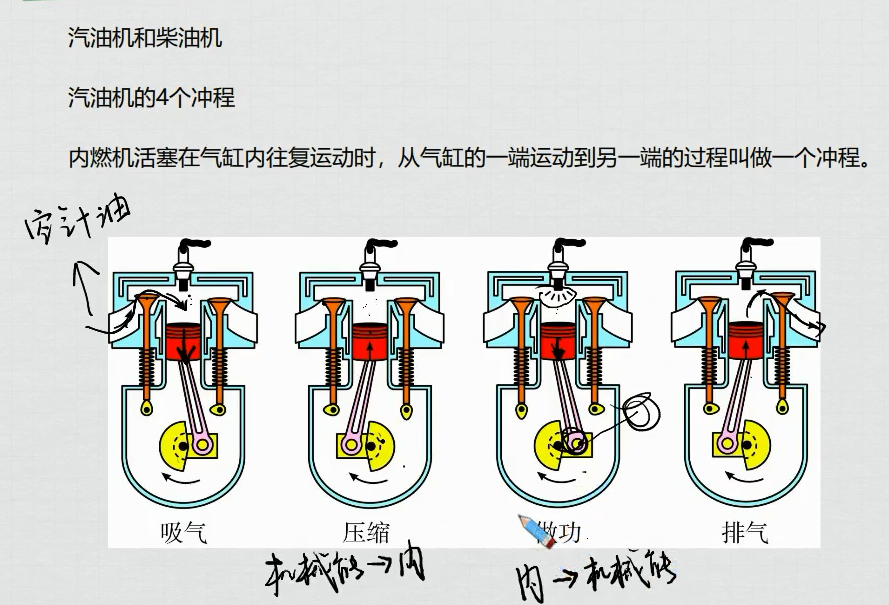 汽油机和柴油机
汽油机的4个冲程
内燃机活塞在气缸内往复运动时，从气缸的一端运动到另一端的过程叫做一个冲程。
吸气 压缩 做功 排气
机械能→内 内→机械能